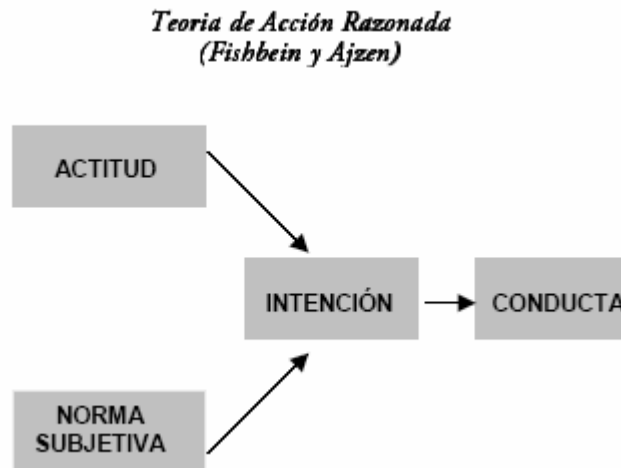 Teoria de Acción Razonada
(Fishbein y Ajzen)
ACTITUD
INTENCIÓN
CONDUCTA
NORMA
SUBJETIVA